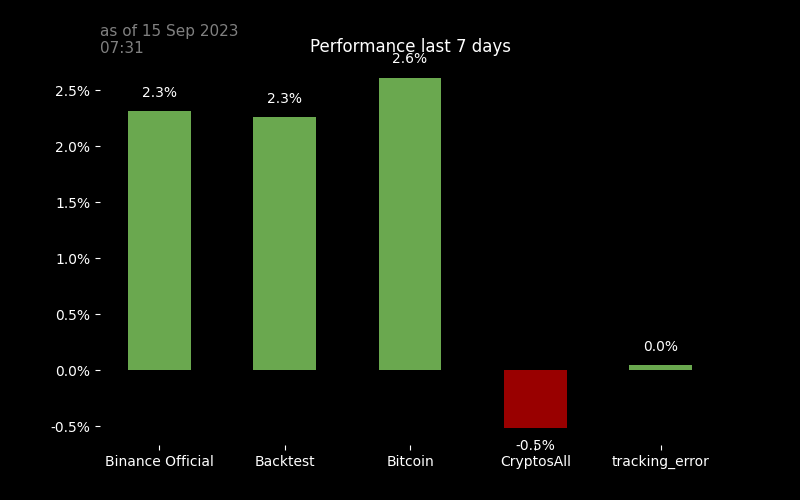 as of 15 Sep 2023
07:31
Performance last 7 days
2.6%
2.3%
2.3%
2.5%
2.0%
1.5%
1.0%
0.5%
0.0%
-0.5%
0.0%
-0.5%
Binance Official
Backtest
Bitcoin
CryptosAll
tracking_error